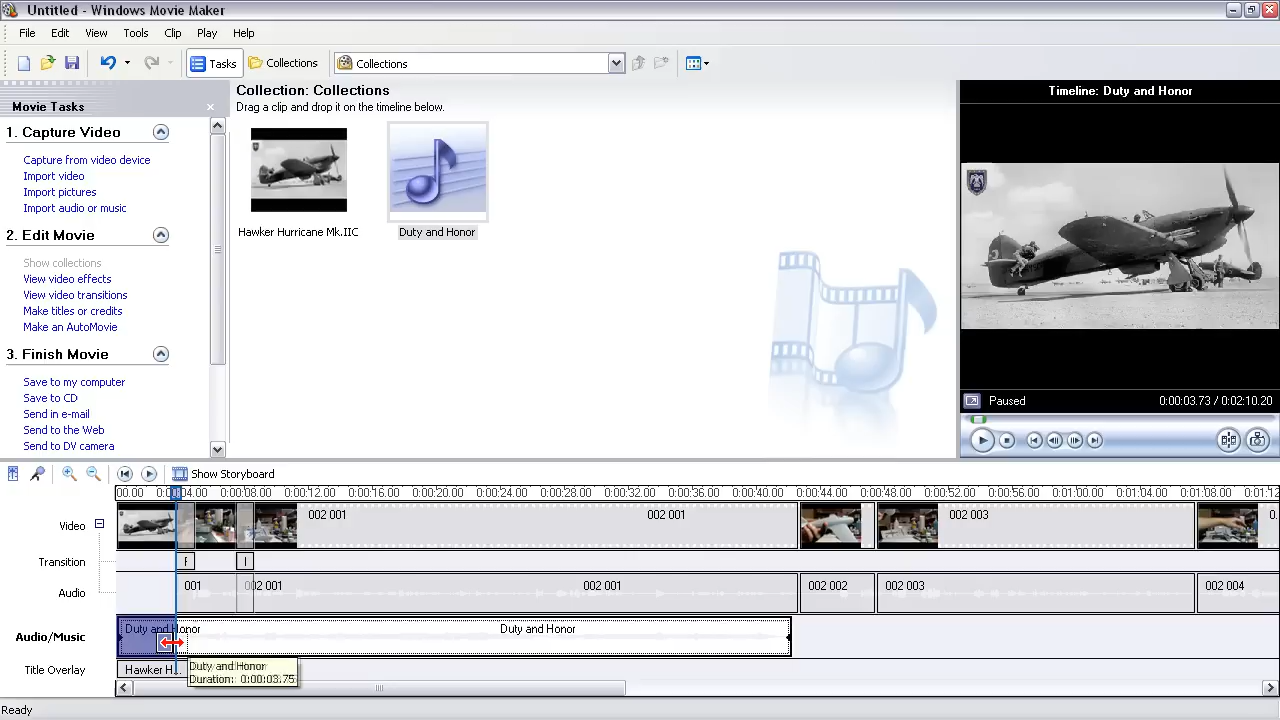 Untitled - Windows Movie Maker
File Edit View Tools Clip Play Help
Tasks Collections Collections
Movie Tasks
1. Capture Video
Capture from video device
Import video
Import pictures
Import audio or music
2. Edit Movie
Show collections
View video effects
View video transitions
Make titles or credits
Make an AutoMovie
3. Finish Movie
Save to my computer
Save to CD
Send in e-mail
Send to the Web
Send to DV camera
Collection: Collections
Drag a clip and drop it on the timeline below.
Hawker Hurricane Mk.IIC
Duty and Honor
Timeline: Duty and Honor
Paused 0:00:03.73 / 0:02:10.20
Show Storyboard
00.00 0:00:08.00 0:00:12.00 0:00:16.00 0:00:20.00 0:00:24.00 0:00:28.00 0:00:32.00 0:00:36.00 0:00:40.00 0:00:44.00 0:00:48.00 0:00:52.00 0:00:56.00 0:01:00.00 0:01:04.00 0:01:08.00 0:01:12
Video 002 001 002 001 002 003 0.
Transition
Audio 001 002 001 002 001 002 002 002 003 002 004
Audio/Music Duty and Honor Duty and Honor
Title Overlay Hawker H...
Duty and Honor
Duration: 0:00:03.75
Ready